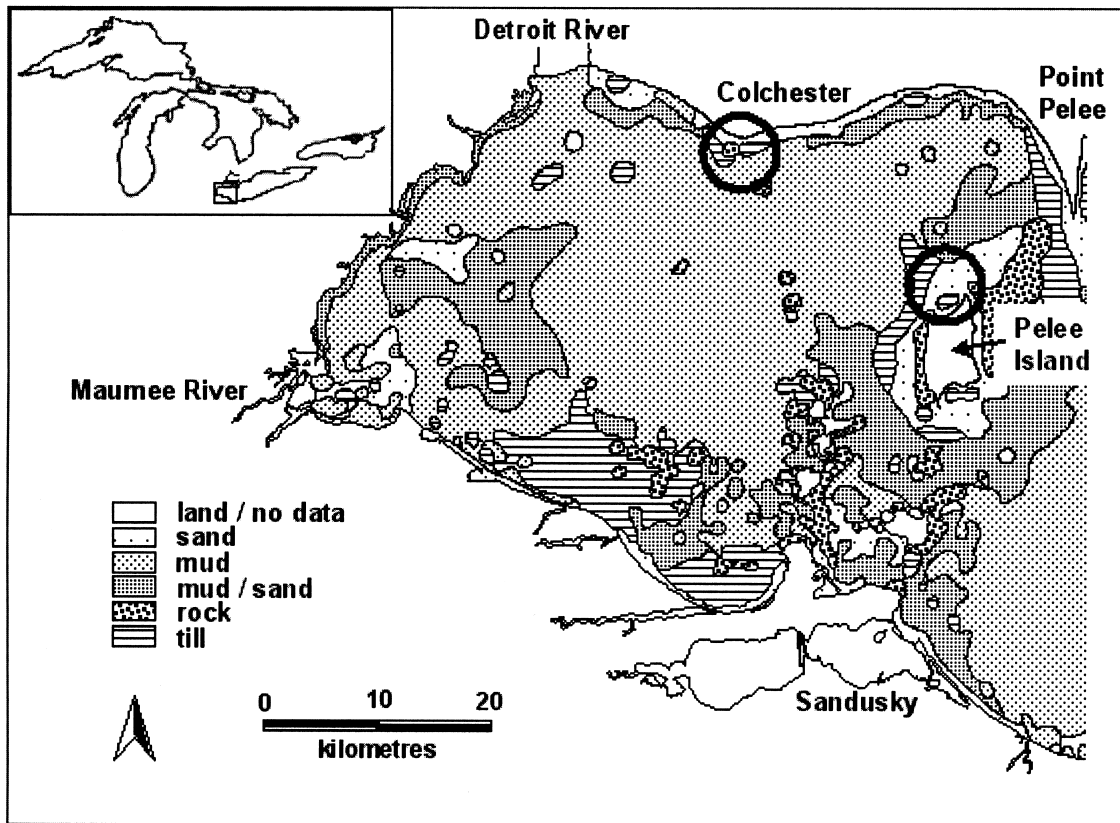 Detroit River
Colchester
Point
Pelee
Pelee
Island
Maumee River
land / no data
sand
mud
mud / sand
rock
till
Sandusky
0 10 20
kilometres